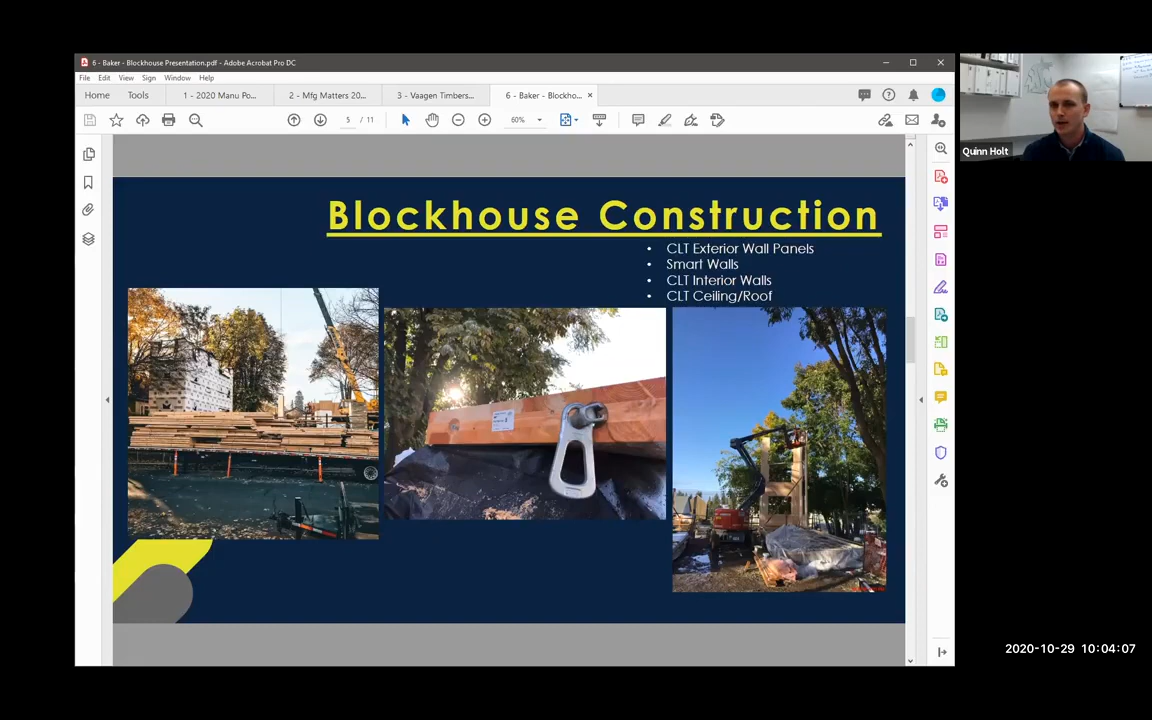 6 - Baker - Blockhouse Presentation.pdf - Adobe Acrobat Pro DC
File Edit View Sign Window Help
Home Tools 1 - 2020 Manu Po... 2 - Mfg Matters 20... 3 - Vaagen Timbers... 6 - Baker - Blockho... ×
5 / 11 60%
Quinn Holt
Blockhouse Construction
• CLT Exterior Wall Panels
• Smart Walls
• CLT Interior Walls
• CLT Ceiling/Roof
2020-10-29 10:04:07